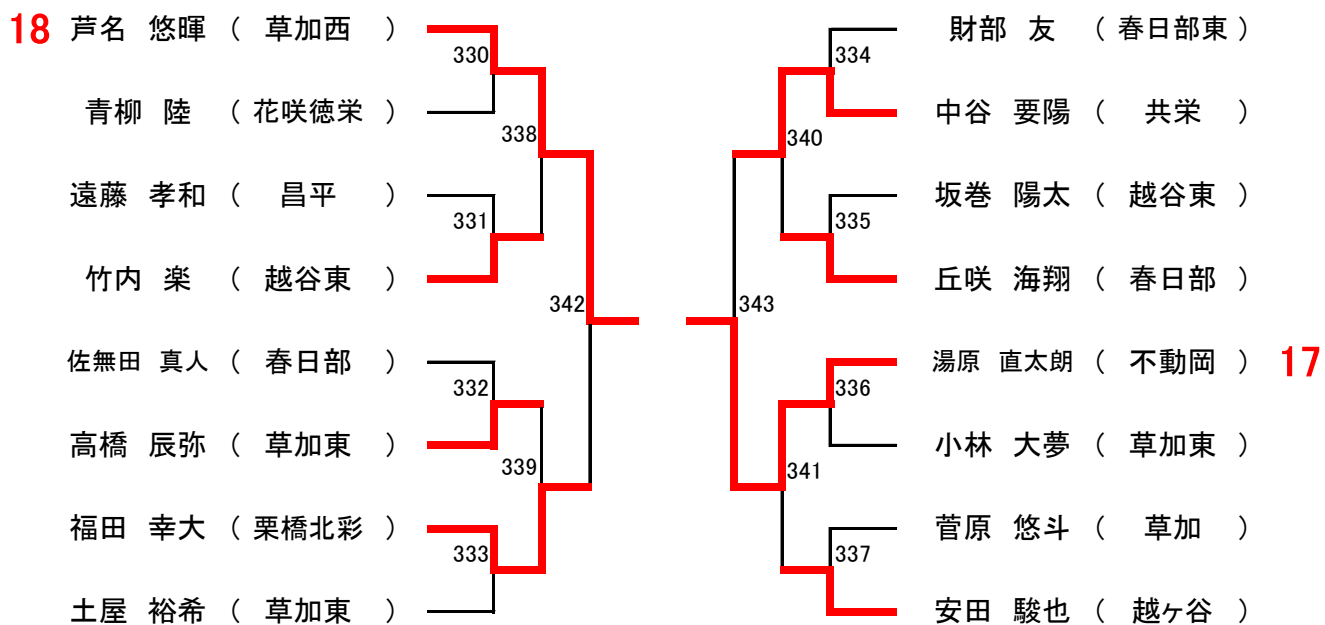 18 芦名 悠暉 ( 草加西 )
330
青柳 陸 ( 花咲徳栄 )
338
遠藤 孝和 ( 昌平 )
331
竹内 楽 ( 越谷東 )
342
佐無田 真人 ( 春日部 )
332
高橋 辰弥 ( 草加東 )
339
福田 幸大 ( 栗橋北彩 )
333
土屋 裕希 ( 草加東 )
財部 友 ( 春日部東 )
334
中谷 要陽 ( 共栄 )
340
坂巻 陽太 ( 越谷東 )
335
丘咲 海翔 ( 春日部 )
343
湯原 直太朗 ( 不動岡 ) 17
336
小林 大夢 ( 草加東 )
341
菅原 悠斗 ( 草加 )
337
安田 駿也 ( 越ヶ谷 )